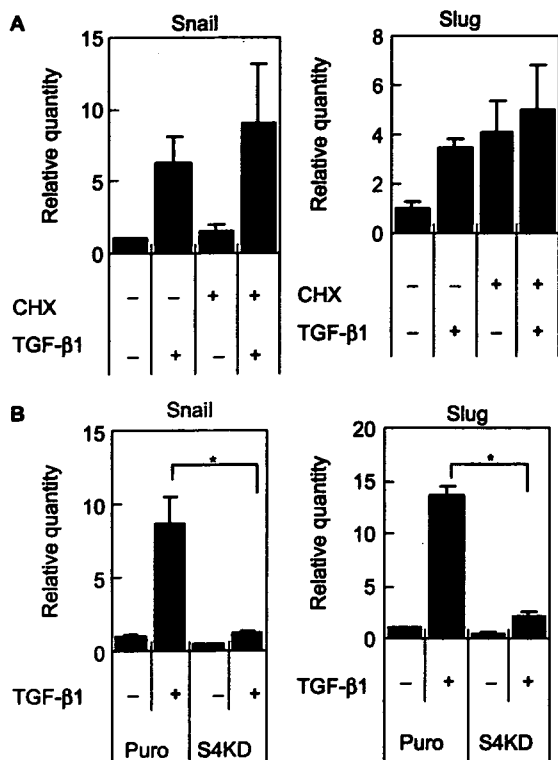 A
Snail
Slug
Relative quantity
15
10
5
0
Relative quantity
8
6
4
2
0
CHX
– – + +
CHX
– – + +
TGF-β1
– + – +
TGF-β1
– + – +
B
Snail
Slug
Relative quantity
15
10
5
0
*
Relative quantity
20
15
10
5
0
*
TGF-β1
– + – +
TGF-β1
– + – +
Puro S4KD
Puro S4KD